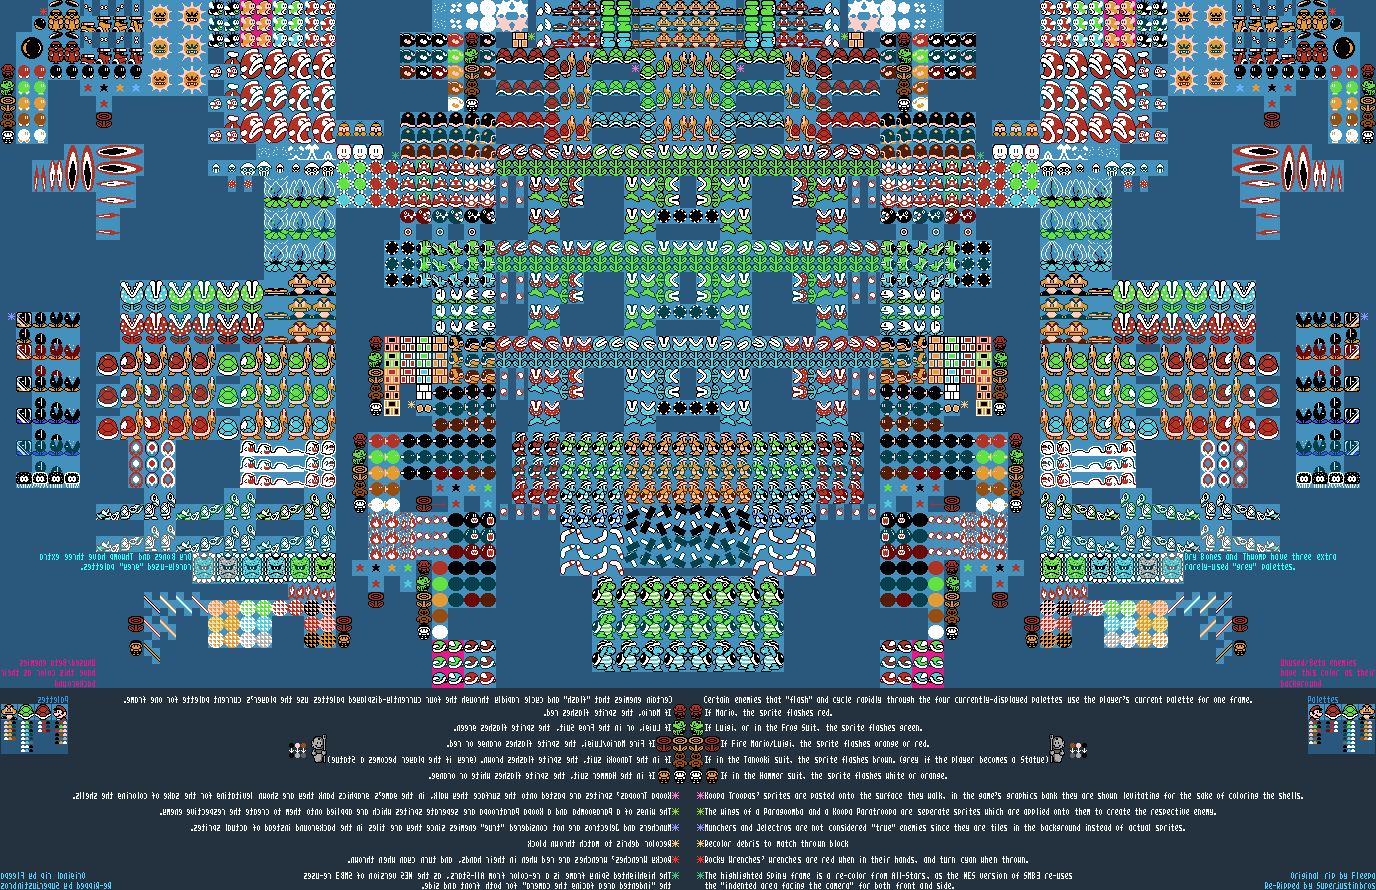 Dry Bones and Thwomp have three extra
rarely-used "grey" palettes.
Unused/Beta enemies
have this color as their
background
Palettes
Certain enemies that "flash" and cycle rapidly through the four currently-displayed palettes use the player's current palette for one frame.
If Mario, the sprite flashes red.
If Luigi, or in the Frog Suit, the sprite flashes green.
If Fire Mario/Luigi, the sprite flashes orange or red.
If in the Tanooki suit, the sprite flashes brown. (grey if the player becomes a Statue)
If in the Hammer suit, the sprite flashes white or orange.
Koopa Troopas' sprites are pasted onto the surface they walk, in the game's graphics bank they are shown levitating for the sake of coloring the shells.
The wings of a Paragoomba and a Koopa Paratroopa are seperate sprites which are applied onto them to create the respective enemy.
Munchers and Jelectros are not considered "true" enemies since they are tiles in the background instead of actual sprites.
Recolor debris to match thrown block
Rocky Wrenches' wrenches are red when in their hands, and turn cyan when thrown.
The highlighted Spiny frame is a re-color from All-Stars, as the NES version of SMB3 re-uses
the "indented area facing the camera" for both front and side.
Original rip by Fleepa
Re-Ripped by Superjustinbros